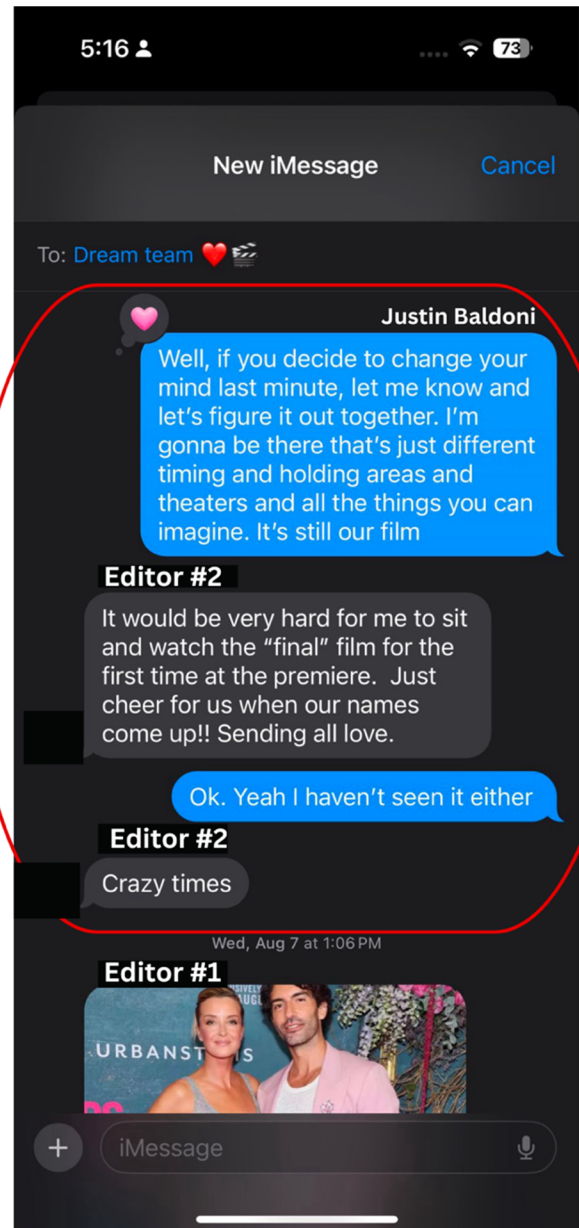 5:16
73
New iMessage
Cancel
To: Dream team ❤️🎬
Justin Baldoni
Well, if you decide to change your
mind last minute, let me know and
let’s figure it out together. I’m
gonna be there that’s just different
timing and holding areas and
theaters and all the things you can
imagine. It’s still our film
Editor #2
It would be very hard for me to sit
and watch the “final” film for the
first time at the premiere.  Just
cheer for us when our names
come up!! Sending all love.
Ok. Yeah I haven’t seen it either
Editor #2
Crazy times
Wed, Aug 7 at 1:06 PM
Editor #1
URBANST
S
iMessage